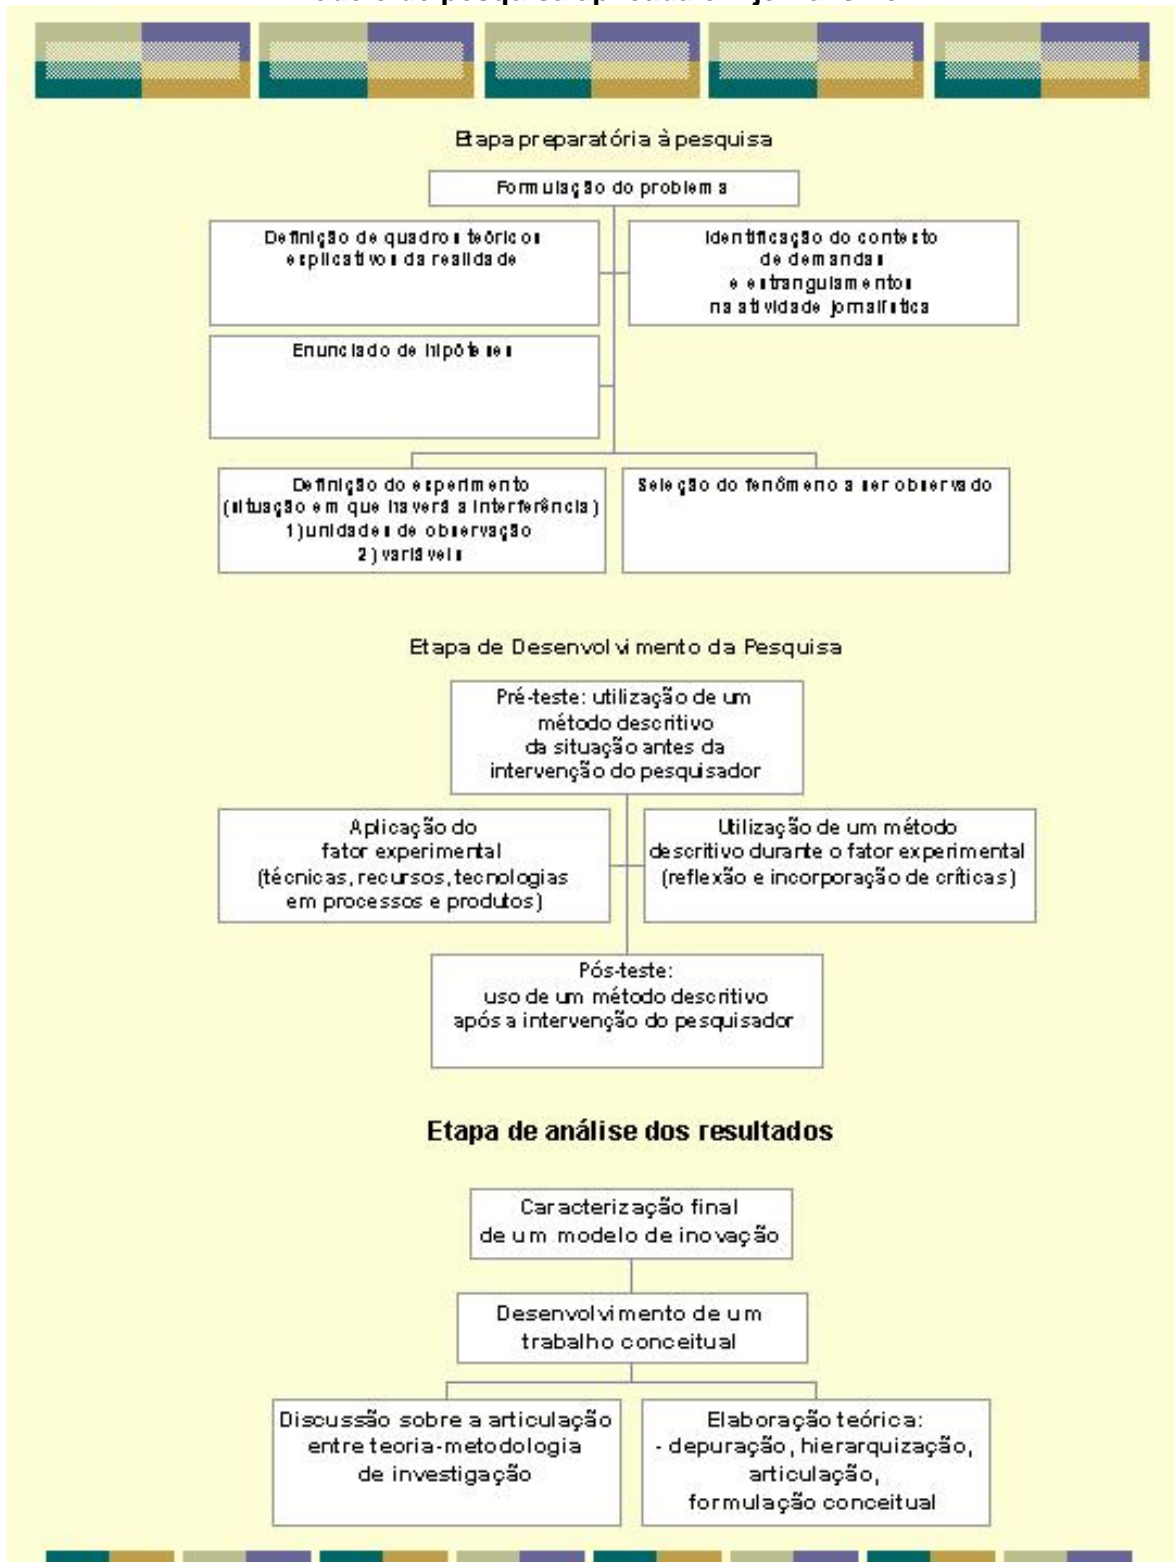 Etapa preparatória à pesquisa
Formulação do problema
Definição de quadros teóricos
explicativos da realidade
Identificação do contexto
de demandas
e estrangulamentos
na atividade jornalística
Enunciado de hipóteses
Definição do experimento
(situação em que haverá a interferência)
1)unidades de observação
2)variáveis
Seleção do fenômeno a ser observado
Etapa de Desenvolvimento da Pesquisa
Pré-teste: utilização de um
método descritivo
da situação antes da
intervenção do pesquisador
Aplicação do
fator experimental
(técnicas, recursos, tecnologias
em processos e produtos)
Utilização de um método
descritivo durante o fator experimental
(reflexão e incorporação de críticas)
Pós-teste:
uso de um método descritivo
após a intervenção do pesquisador
Etapa de análise dos resultados
Caracterização final
de um modelo de inovação
Desenvolvimento de um
trabalho conceitual
Discussão sobre a articulação
entre teoria-metodologia
de investigação
Elaboração teórica:
- depuração, hierarquização,
articulação,
formulação conceitual